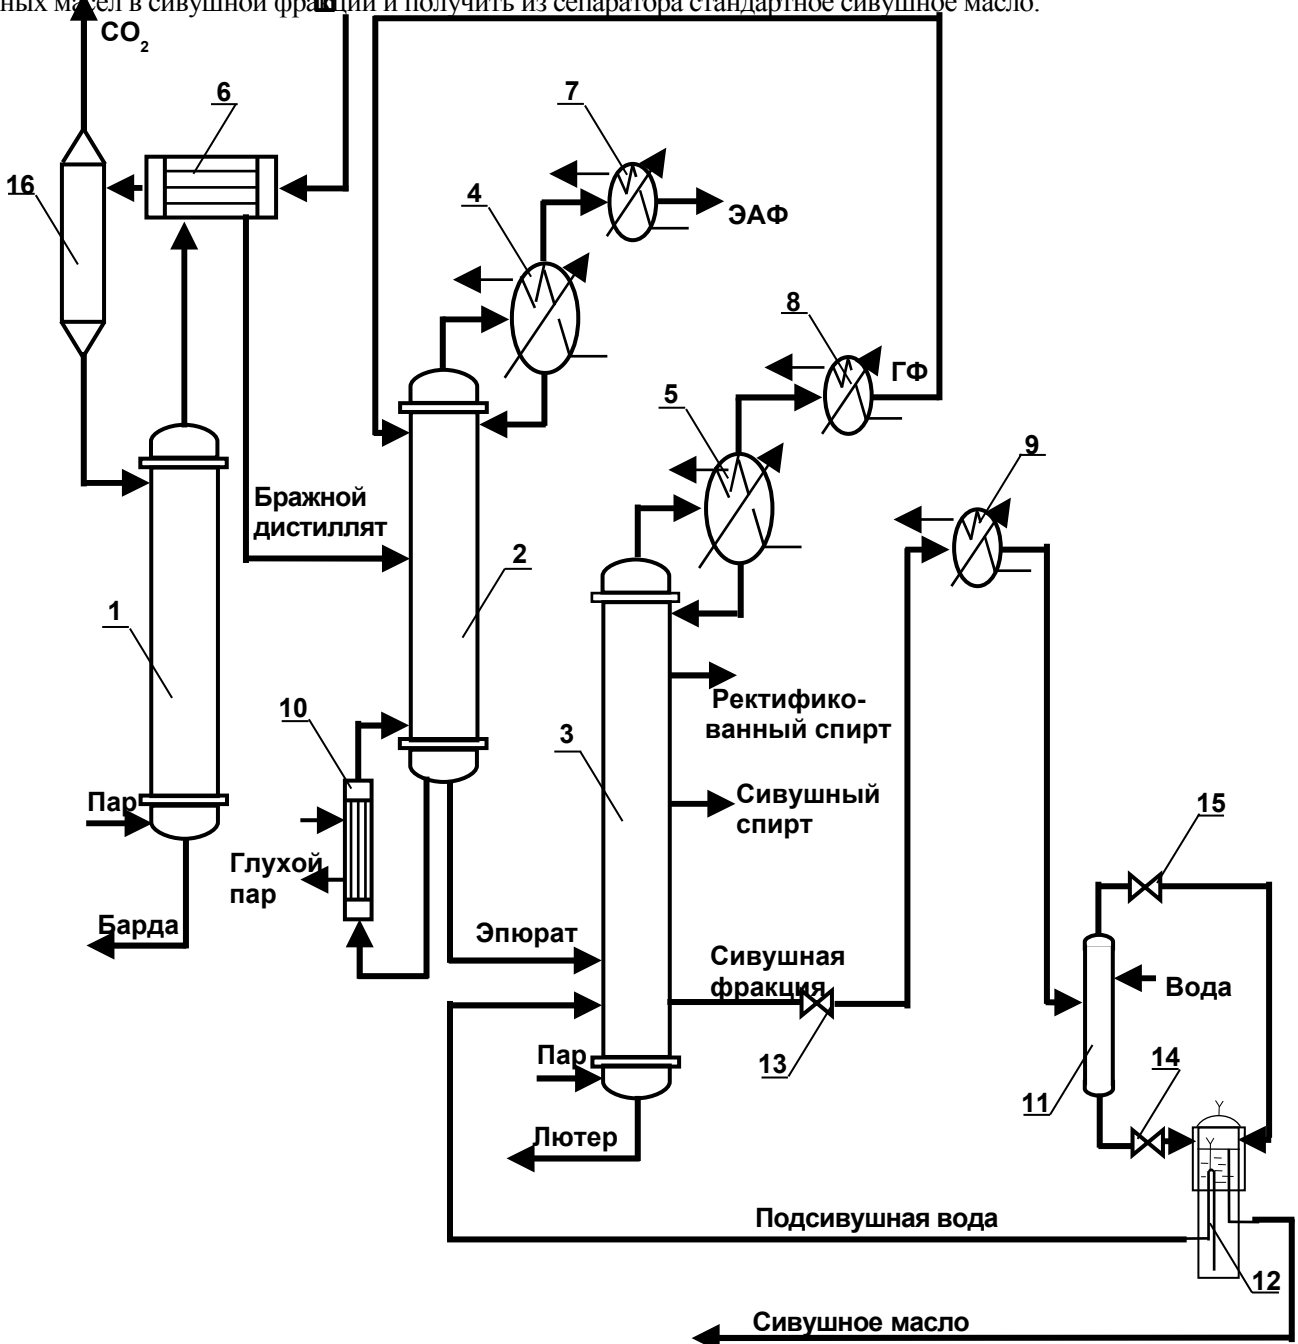 ных масел в сивушной фракции и получить из сепаратора стандартное сивушное масло.
CO2
6
7
16
4
ЭАФ
8
ГФ
5
9
Бражной
дистиллят
2
1
10
3
Ректифико-
ванный спирт
Пар
Сивушный
спирт
15
Глухой
пар
Барда
Эпюрат
Сивушная
фракция
Вода
13
Пар
14
11
Лютер
Подсивушная вода
12
Сивушное масло